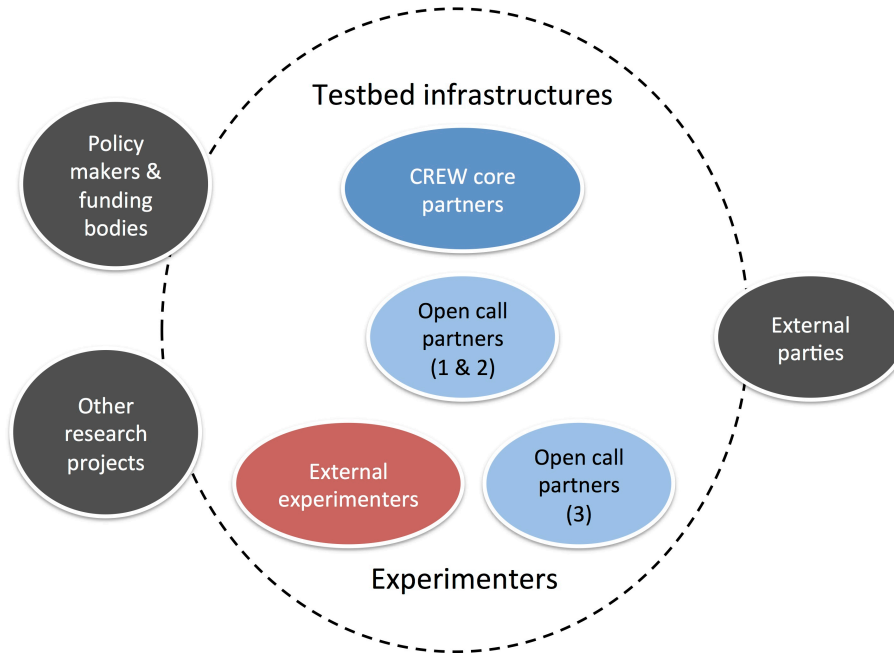 Testbed infrastructures
Policy
makers &
funding
bodies
CREW core
partners
Open call
partners
(1 & 2)
External
parties
Other
research
projects
External
experimenters
Open call
partners
(3)
Experimenters